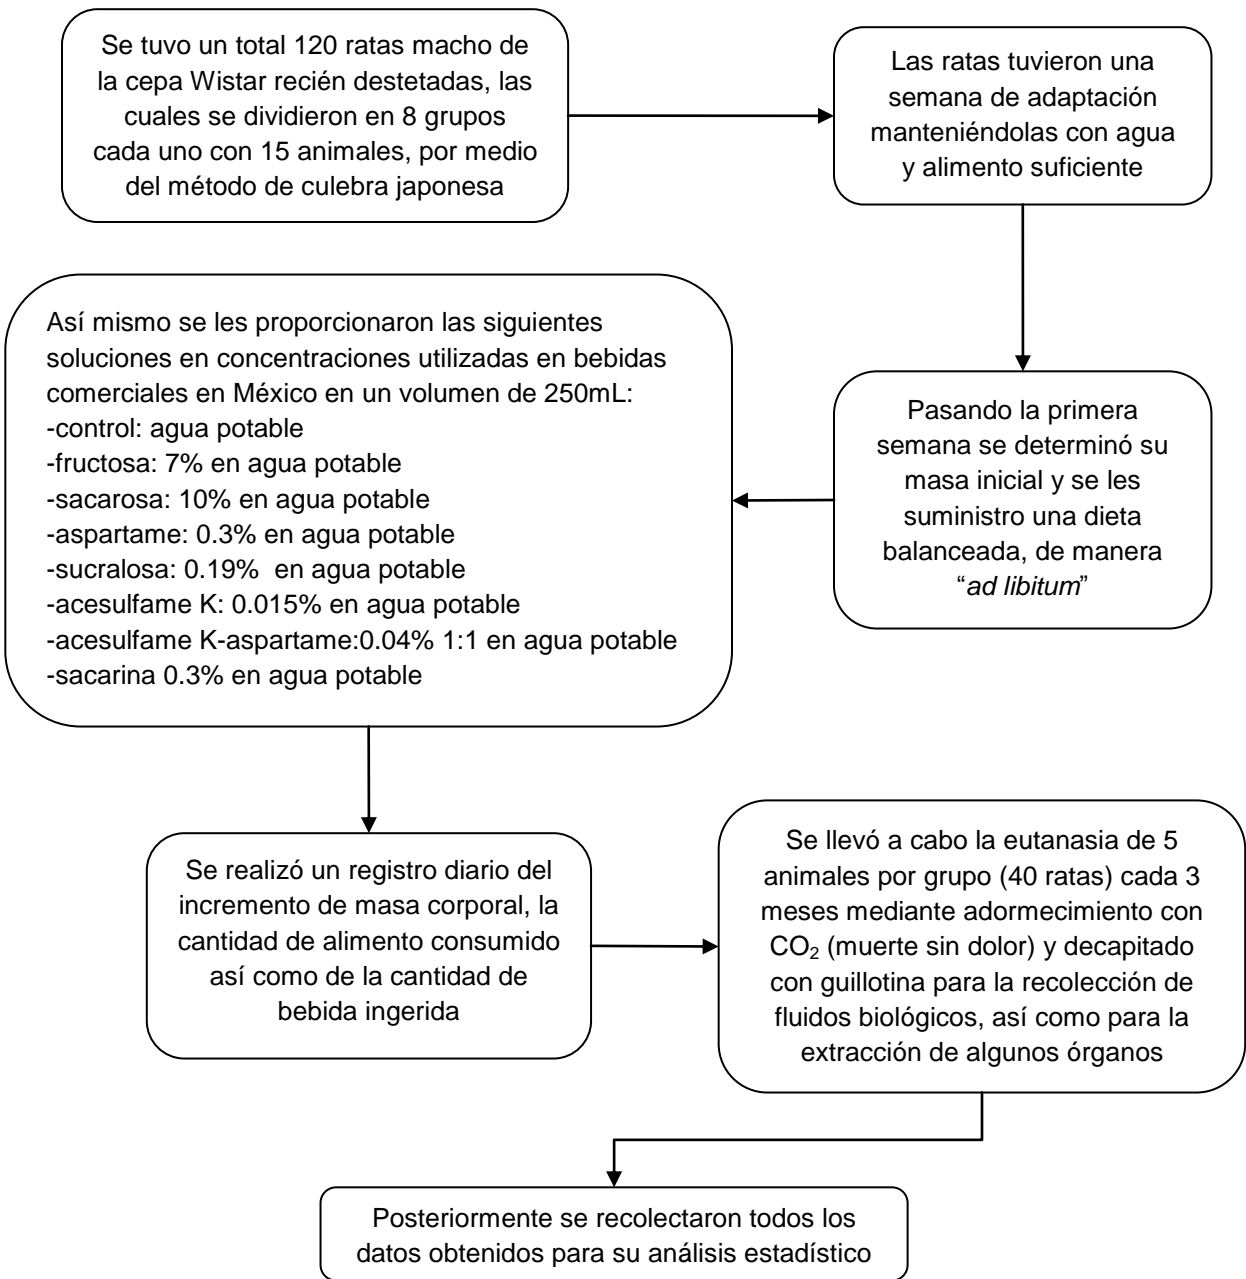 Se tuvo un total 120 ratas macho de
la cepa Wistar recién destetadas, las
cuales se dividieron en 8 grupos
cada uno con 15 animales, por medio
del método de culebra japonesa
Las ratas tuvieron una
semana de adaptación
manteniéndolas con agua
y alimento suficiente
Pasando la primera
semana se determinó su
masa inicial y se les
suministro una dieta
balanceada, de manera
“ad libitum”
Así mismo se les proporcionaron las siguientes
soluciones en concentraciones utilizadas en bebidas
comerciales en México en un volumen de 250mL:
-control: agua potable
-fructosa: 7% en agua potable
-sacarosa: 10% en agua potable
-aspartame: 0.3% en agua potable
-sucralosa: 0.19%  en agua potable
-acesulfame K: 0.015% en agua potable
-acesulfame K-aspartame:0.04% 1:1 en agua potable
-sacarina 0.3% en agua potable
Se realizó un registro diario del
incremento de masa corporal, la
cantidad de alimento consumido
así como de la cantidad de
bebida ingerida
Se llevó a cabo la eutanasia de 5
animales por grupo (40 ratas) cada 3
meses mediante adormecimiento con
CO₂ (muerte sin dolor) y decapitado
con guillotina para la recolección de
fluidos biológicos, así como para la
extracción de algunos órganos
Posteriormente se recolectaron todos los
datos obtenidos para su análisis estadístico